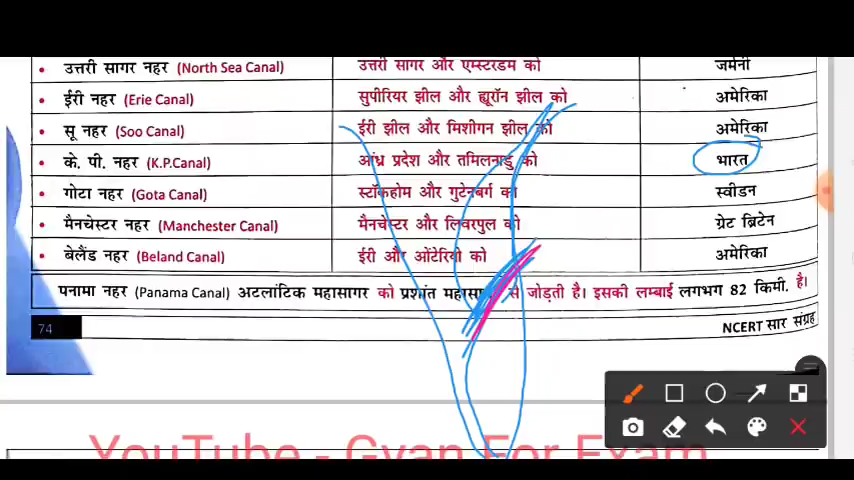 • उत्तरी सागर नहर (North Sea Canal) उत्तरी सागर और एम्स्टरडम को जर्मनी
• ईरी नहर (Erie Canal) सुपीरियर झील और ह्यूरॉन झील को अमेरिका
• सू नहर (Soo Canal) ईरी झील और मिशीगन झील को अमेरिका
• के. पी. नहर (K.P.Canal) आंध्र प्रदेश और तमिलनाडु को भारत
• गोटा नहर (Gota Canal) स्टॉकहोम और गुटेनबर्ग को स्वीडन
• मैनचेस्टर नहर (Manchester Canal) मैनचेस्टर और लिवरपुल को ग्रेट ब्रिटेन
• बेलैंड नहर (Beland Canal) ईरी और ओंटेरियो को अमेरिका
पनामा नहर (Panama Canal) अटलांटिक महासागर को प्रशांत से जोड़ती है। इसकी लम्बाई लगभग 82 किमी. है।
74 NCERT सार संग्रह
YouTube - Gyan For Exam